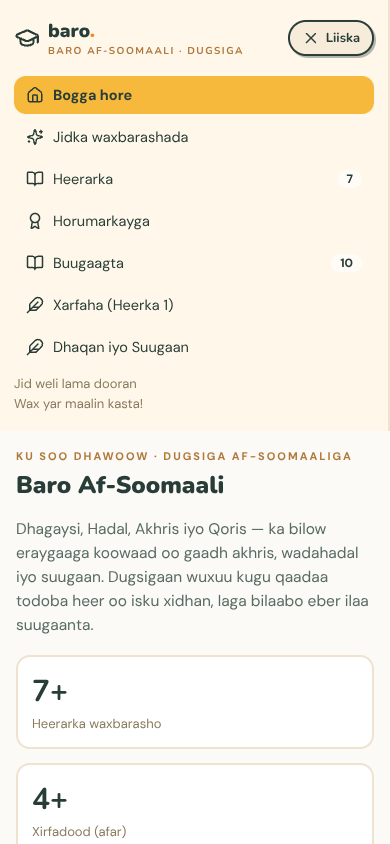 baro.
BARO AF-SOOMAALI · DUGSIGA
Liiska
Bogga hore
Jidka waxbarashada
Heerarka 7
Horumarkayga
Buugaagta 10
Xarfaha (Heerka 1)
Dhaqan iyo Suugaan
Jid weli lama dooran
Wax yar maalin kasta!
KU SOO DHAWOOW · DUGSIGA AF-SOOMAALIGA
Baro Af-Soomaali
Dhagaysi, Hadal, Akhris iyo Qoris — ka bilow
eraygaaga koowaad oo gaadh akhris, wadahadal
iyo suugaan. Dugsigan wuxuu kugu qaadaa
todoba heer oo isku xidhan, laga bilaabo eber ilaa
suugaanta.
7+
Heerarka waxbarasho
4+
Xirfadood (afar)